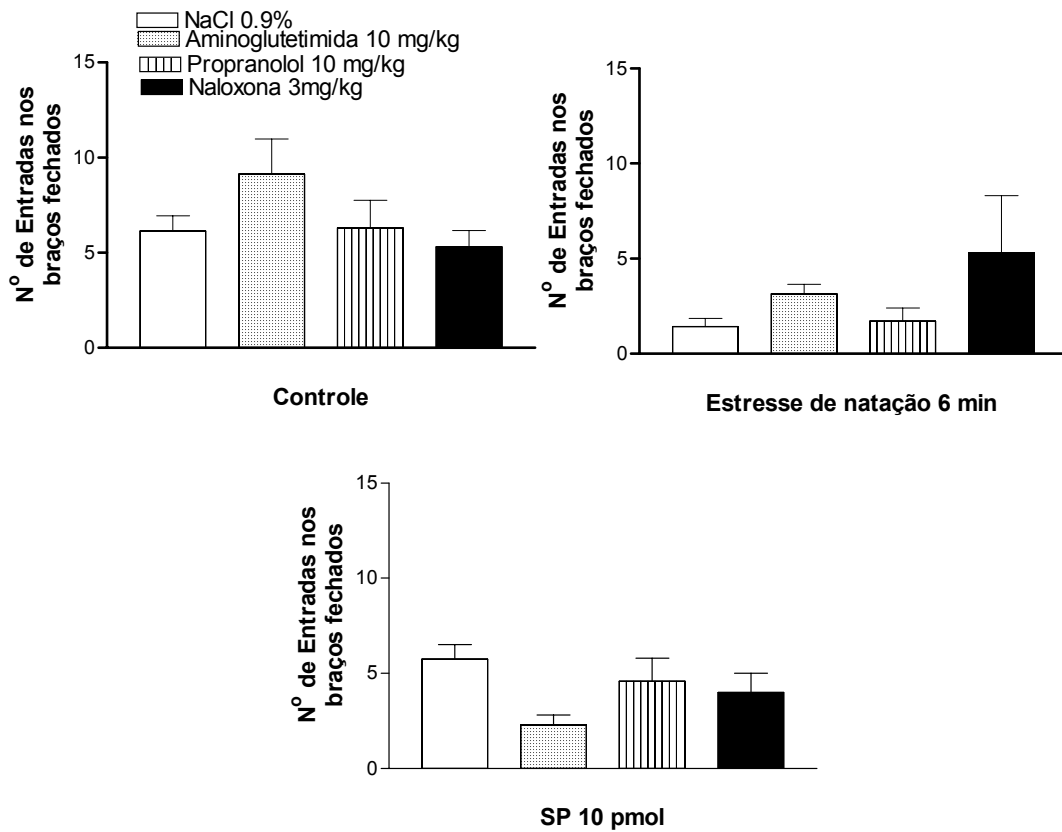 NaCl 0.9%
Aminoglutetimida 10 mg/kg
Propranolol 10 mg/kg
Naloxona 3mg/kg
15
10
5
0
Nº de Entradas nos
braços fechados
Controle
15
10
5
0
Nº de Entradas nos
braços fechados
Estresse de natação 6 min
15
10
5
0
Nº de Entradas nos
braços fechados
SP 10 pmol